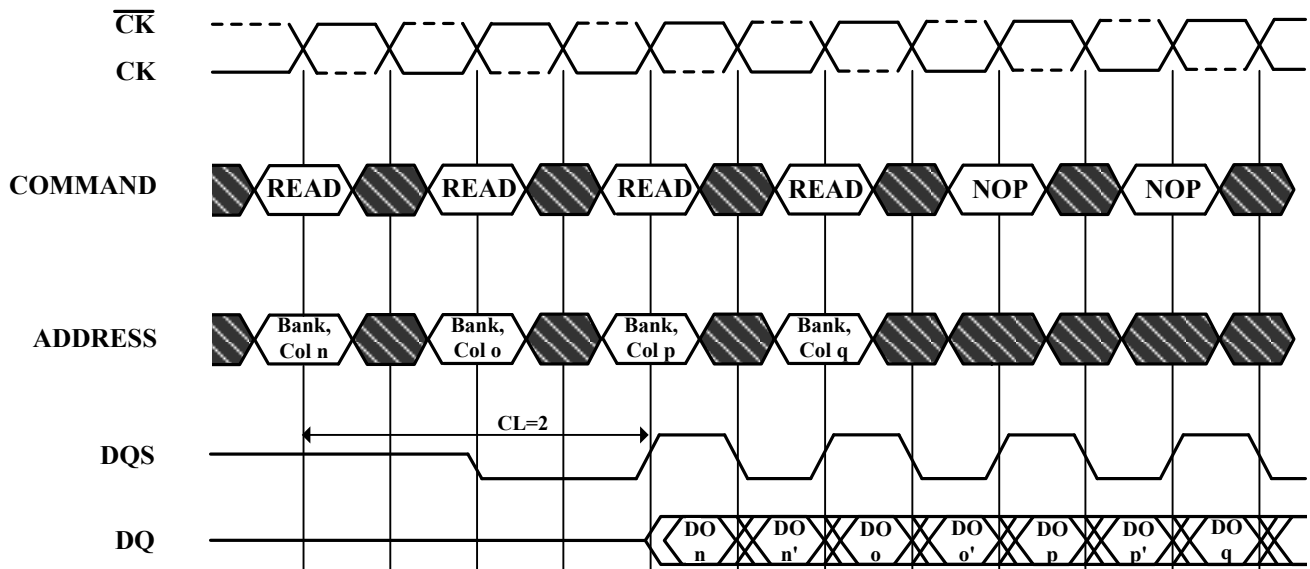 CK
CK
COMMAND
READ
READ
READ
READ
NOP
NOP
ADDRESS
Bank,
Col n
Bank,
Col o
Bank,
Col p
Bank,
Col q
CL=2
DQS
DQ
DO
n
DO
n'
DO
o
DO
o'
DO
p
DO
p'
DO
q